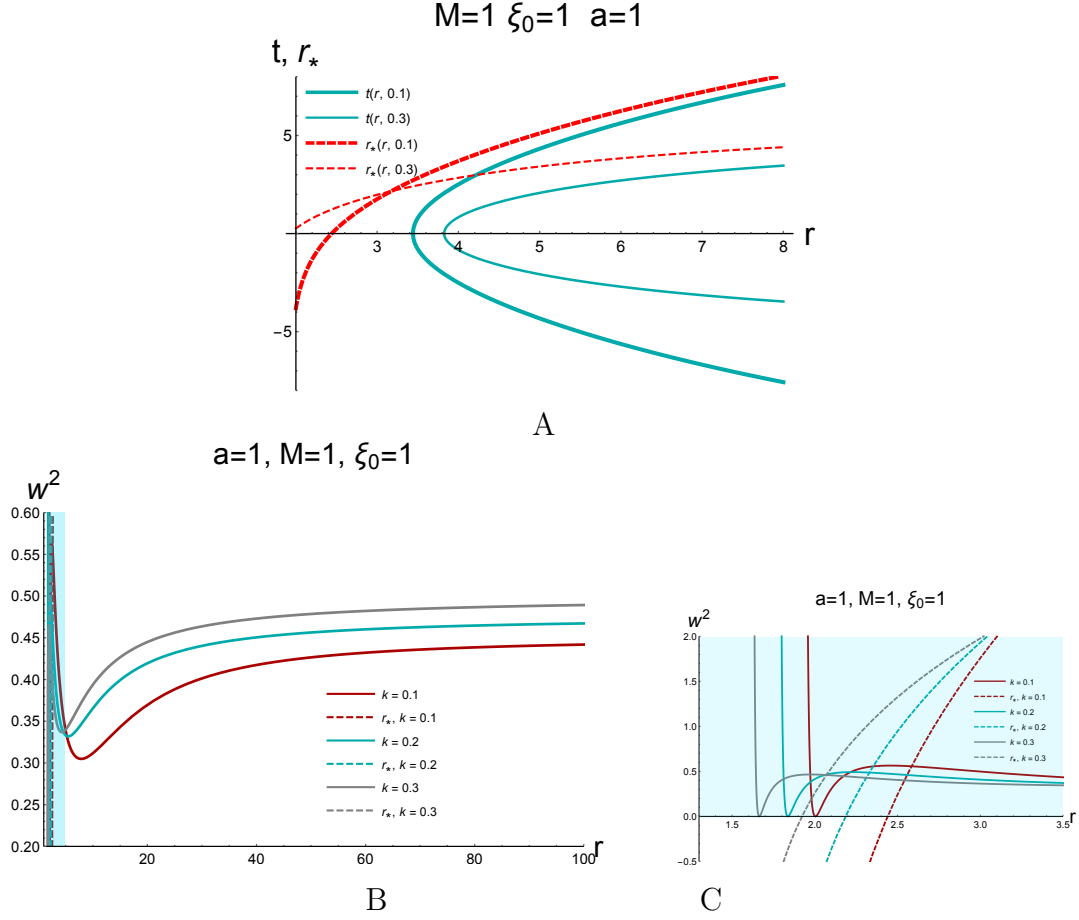 M=1 ξ₀=1 a=1
t, r*
t(r, 0.1)
t(r, 0.3)
r*(r, 0.1)
r*(r, 0.3)
5
-5
3 4 5 6 7 8 r
A
a=1, M=1, ξ₀=1
w²
0.60
0.55
0.50
0.45
0.40
0.35
0.30
0.25
0.20
k = 0.1
r*, k = 0.1
k = 0.2
r*, k = 0.2
k = 0.3
r*, k = 0.3
20 40 60 80 100 r
B
a=1, M=1, ξ₀=1
w²
2.0
1.5
1.0
0.5
0.0
-0.5
k = 0.1
r*, k = 0.1
k = 0.2
r*, k = 0.2
k = 0.3
r*, k = 0.3
1.5 2.0 2.5 3.0 3.5 r
C